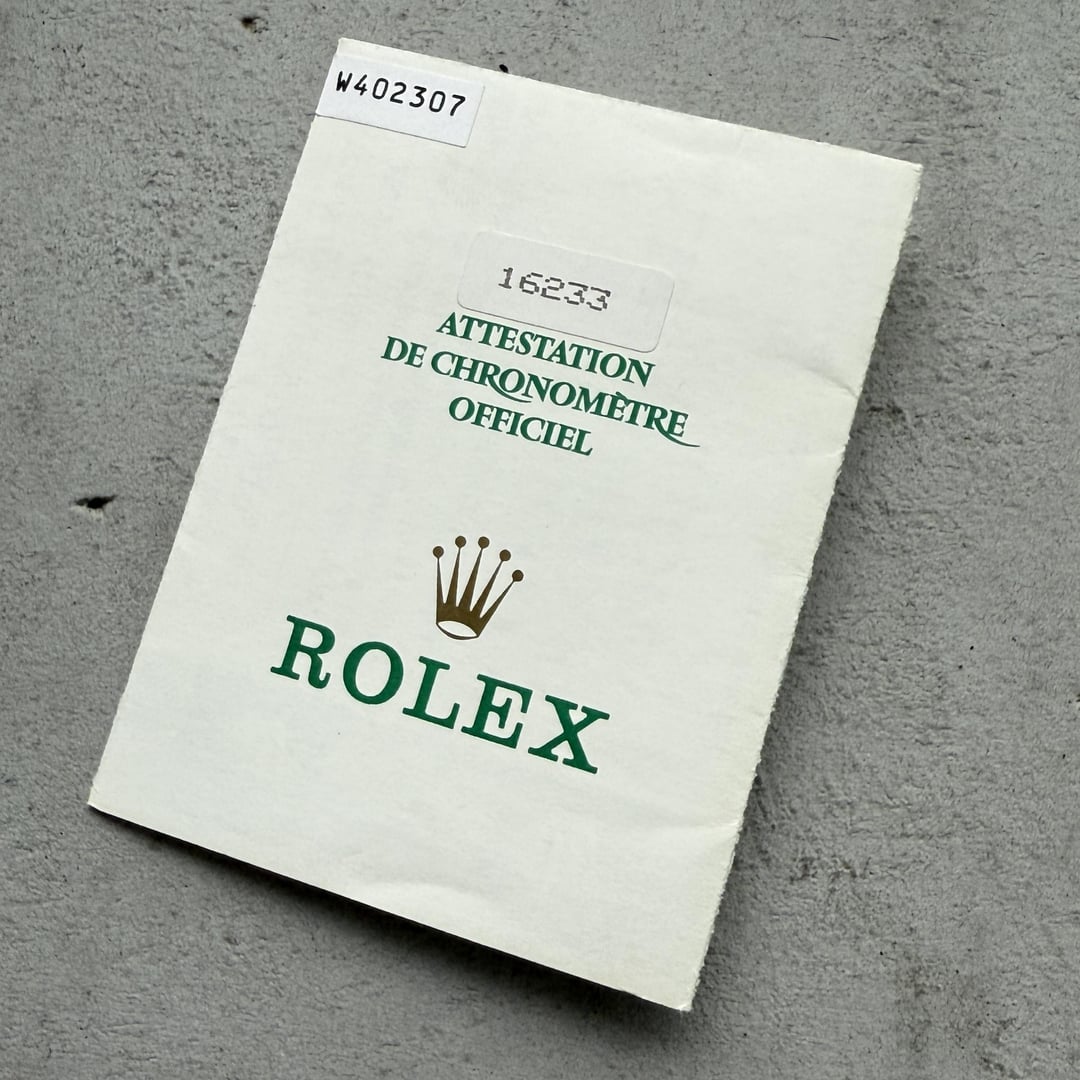 W402307
16233
ATTESTATION
DE CHRONOMÈTRE
OFFICIEL
ROLEX